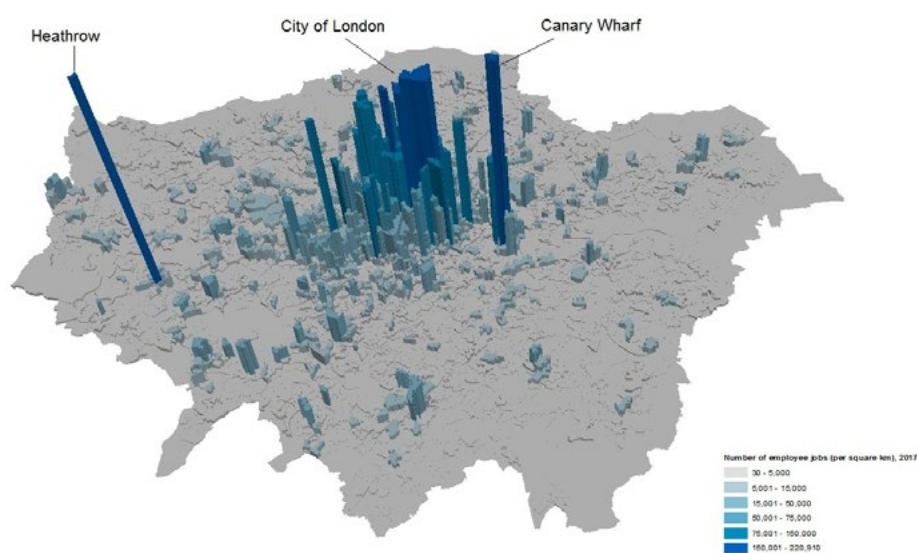 Heathrow
City of London
Canary Wharf
Number of employee jobs (per square km), 2017
30 - 5,000
5,001 - 15,000
15,001 - 50,000
50,001 - 75,000
75,001 - 150,000
150,001 - 220,910